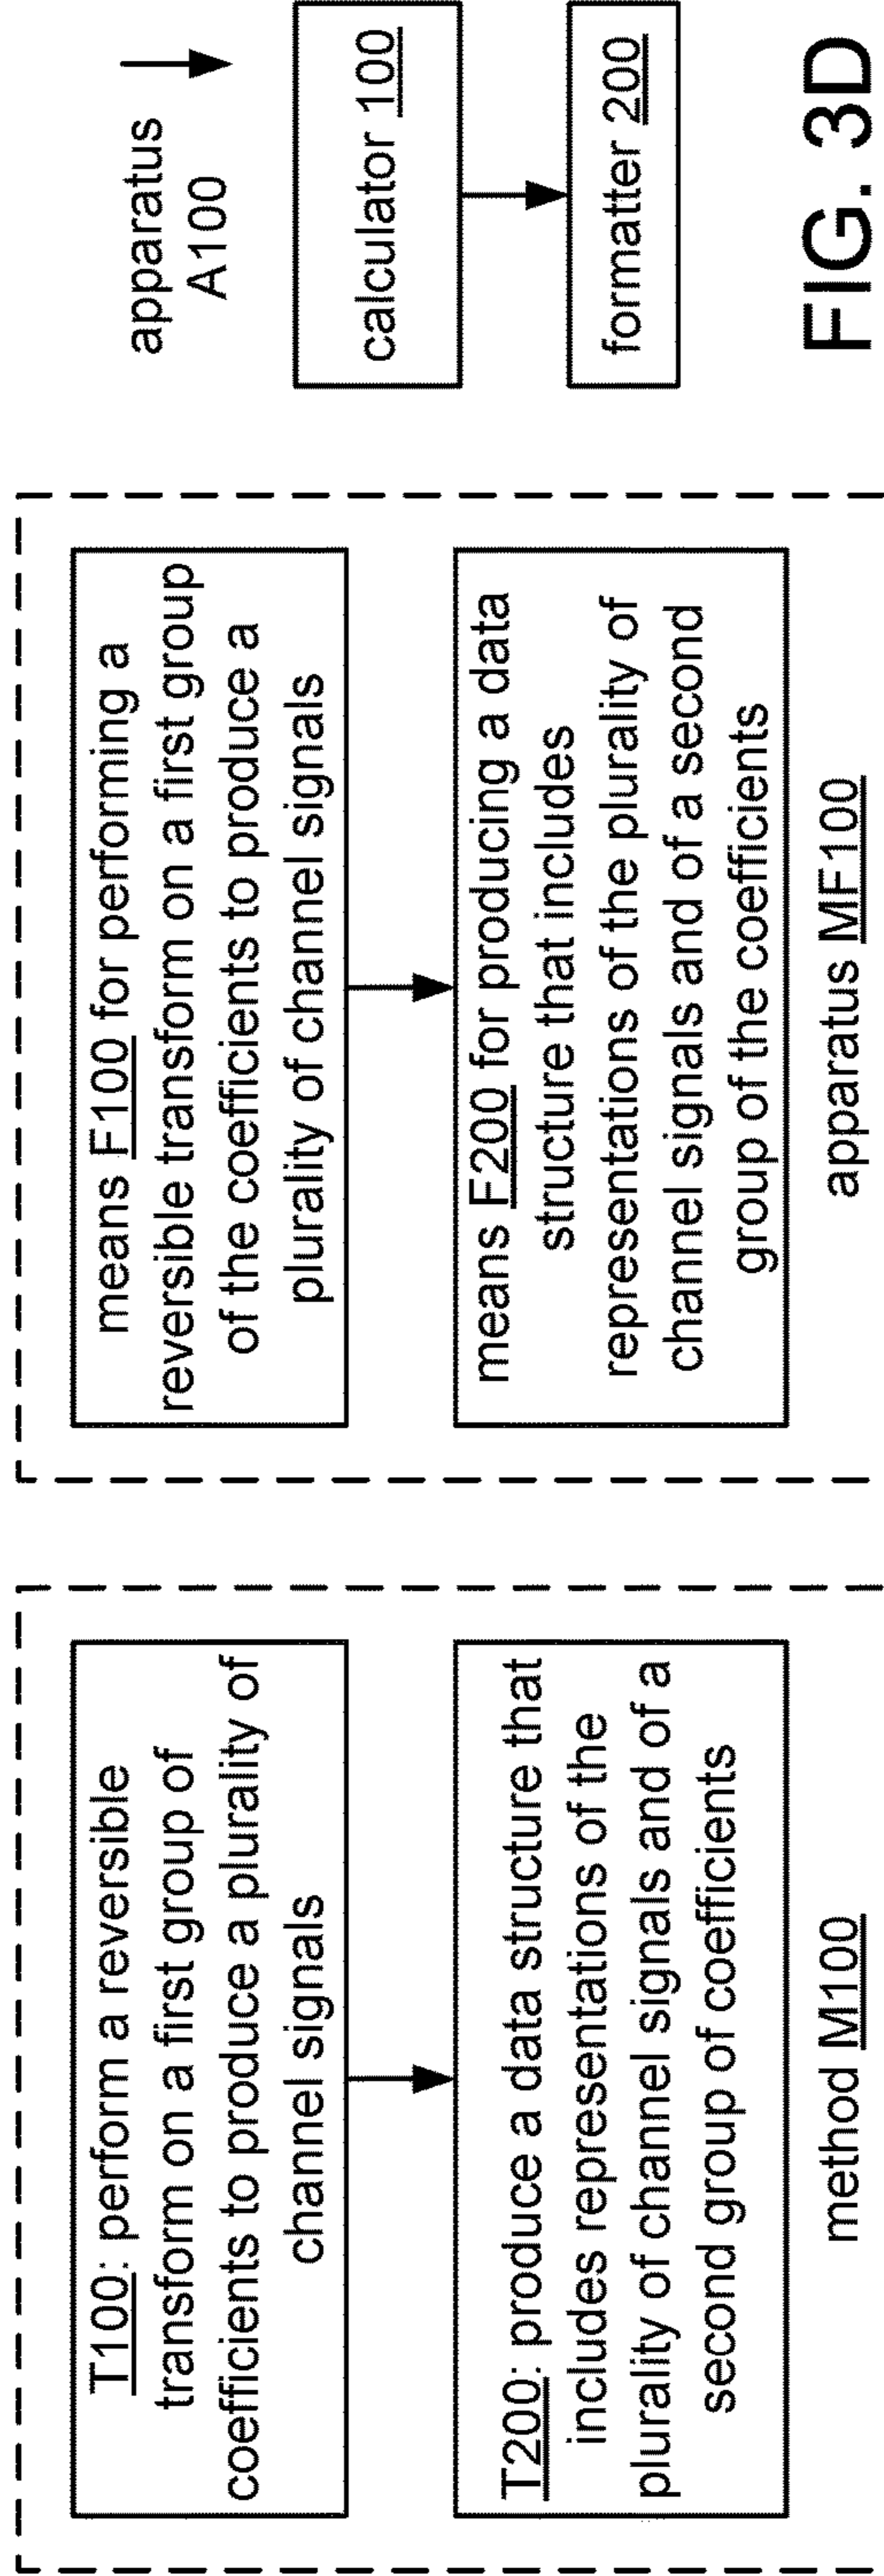 T100: perform a reversible
transform on a first group of
coefficients to produce a plurality of
channel signals
T200: produce a data structure that
includes representations of the
plurality of channel signals and of a
second group of coefficients
method M100
means F100 for performing a
reversible transform on a first group
of the coefficients to produce a
plurality of channel signals
means F200 for producing a data
structure that includes
representations of the plurality of
channel signals and of a second
group of the coefficients
apparatus MF100
apparatus
A100
calculator 100
formatter 200
FIG. 3D